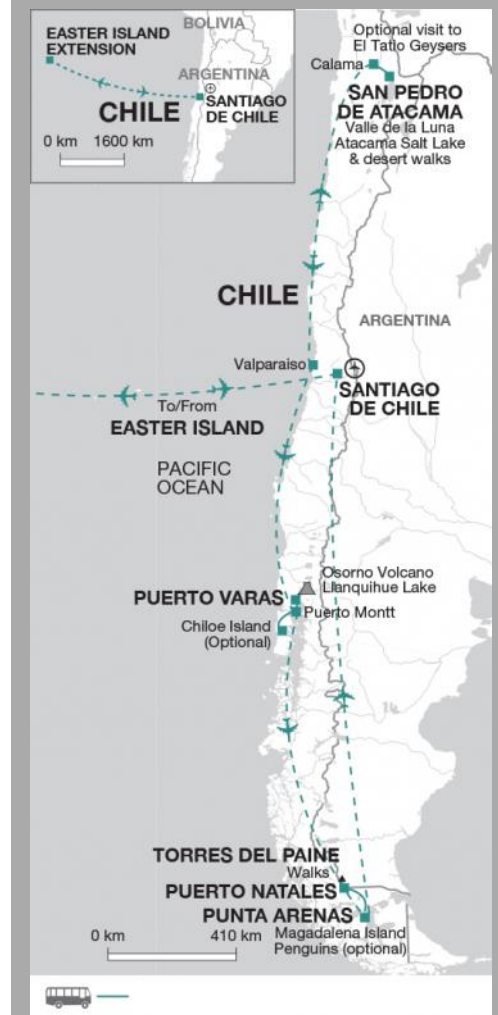 BOLIVIA
EASTER ISLAND
EXTENSION
ARGENTINA
CHILE
SANTIAGO
DE CHILE
0 km 1600 km
Optional visit to
El Tatio Geysers
Calama
SAN PEDRO
DE ATACAMA
Valle de la Luna
Atacama Salt Lake
& desert walks
CHILE
ARGENTINA
Valparaiso
SANTIAGO
DE CHILE
To/From
EASTER ISLAND
PACIFIC
OCEAN
Osorno Volcano
Llanquihue Lake
PUERTO VARAS
Puerto Montt
Chiloe Island
(Optional)
TORRES DEL PAINE
Walks
PUERTO NATALES
PUNTA ARENAS
Magadalena Island
Penguins (optional)
0 km 410 km